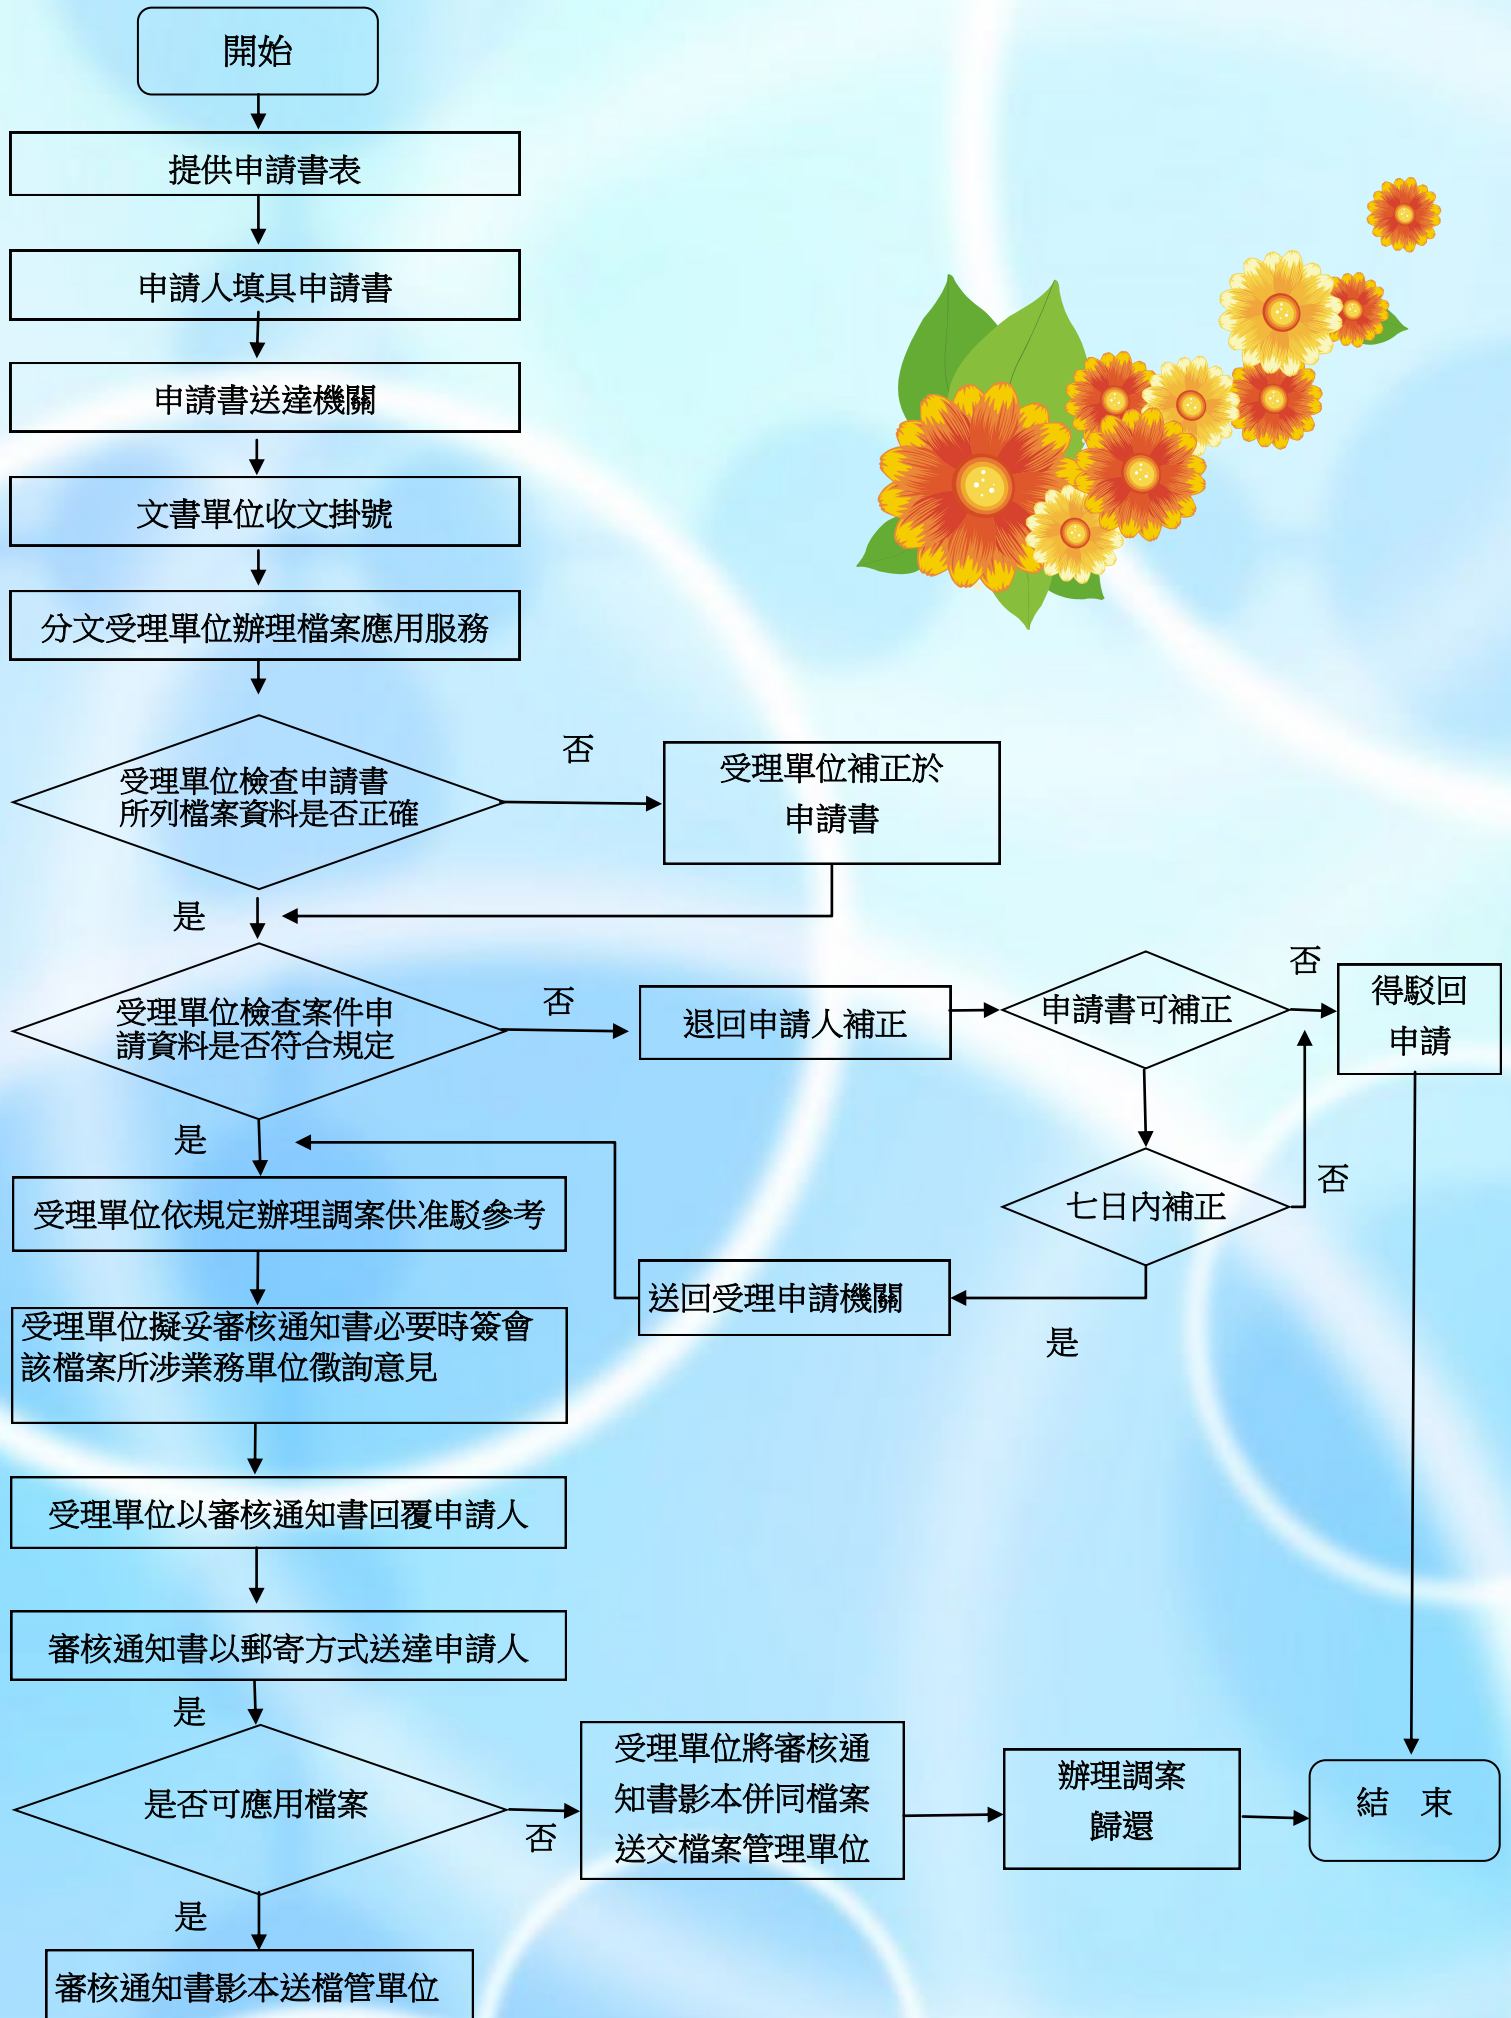 開始
提供申請書表
申請人填具申請書
申請書送達機關
文書單位收文掛號
分文受理單位辦理檔案應用服務
受理單位檢查申請書
所列檔案資料是否正確
否
受理單位補正於
申請書
是
受理單位檢查案件申
請資料是否符合規定
否
退回申請人補正
申請書可補正
否
得駁回
申請
是
七日內補正
否
受理單位依規定辦理調案供准駁參考
送回受理申請機關
是
受理單位擬妥審核通知書必要時簽會
該檔案所涉業務單位徵詢意見
受理單位以審核通知書回覆申請人
審核通知書以郵寄方式送達申請人
是
是否可應用檔案
否
受理單位將審核通
知書影本併同檔案
送交檔案管理單位
辦理調案
歸還
結　束
是
審核通知書影本送檔管單位